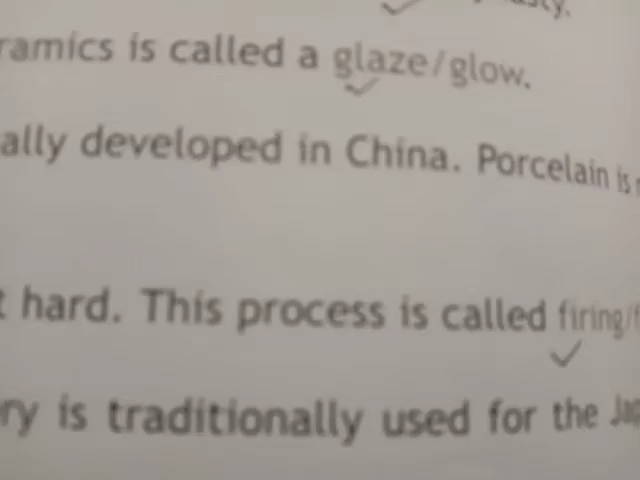 ramics is called a glaze/glow.
ally developed in China. Porcelain is
hard. This process is called firing/
ry is traditionally used for the Jap